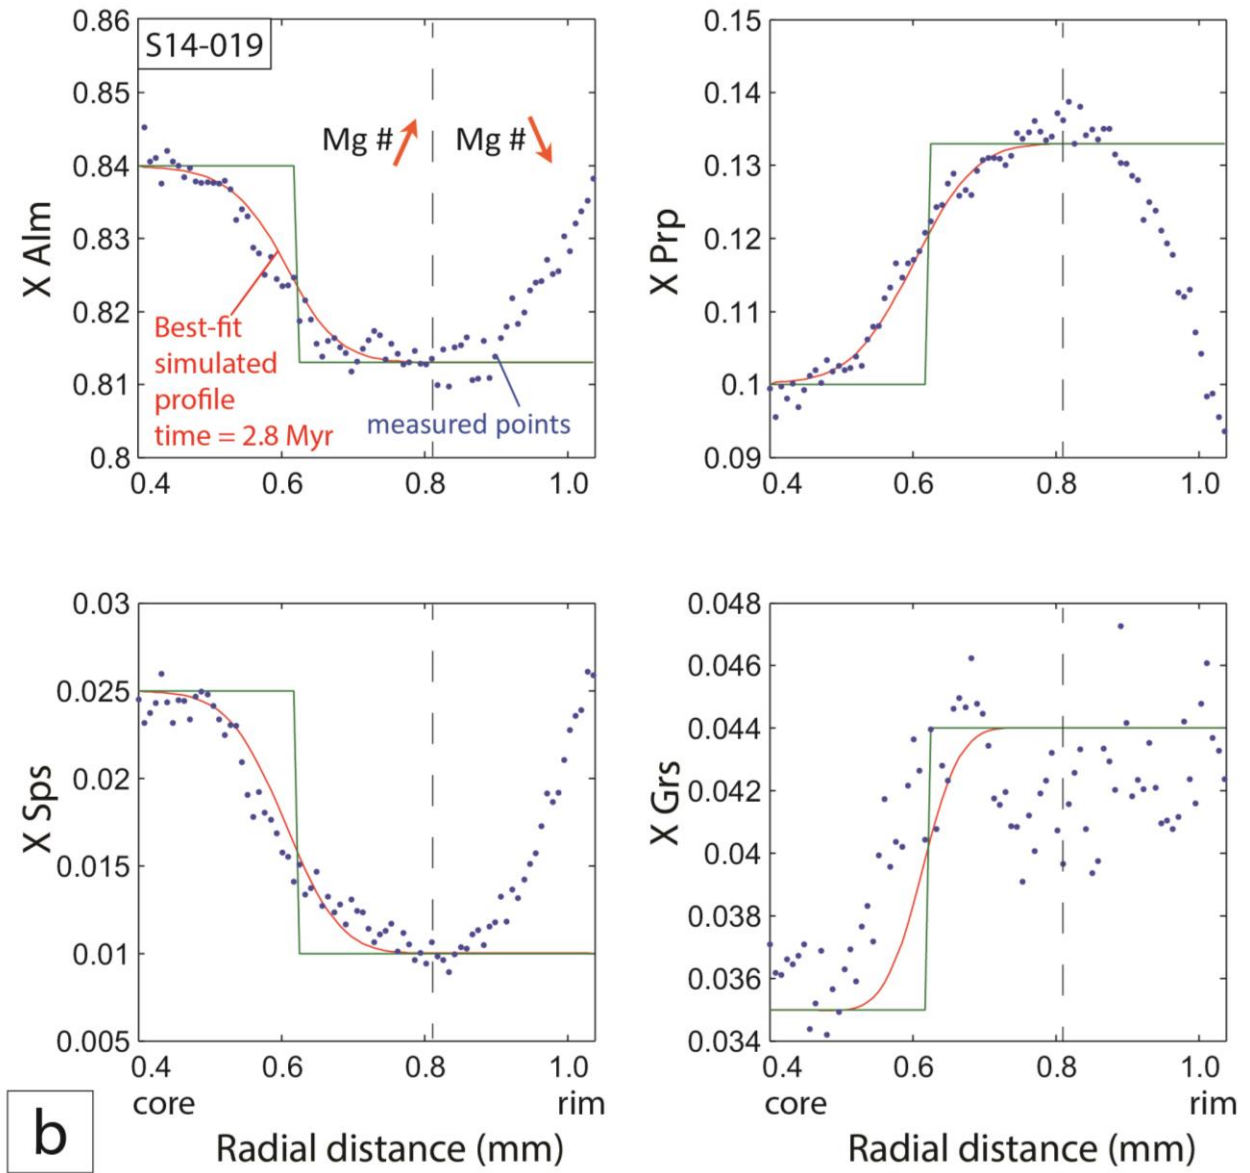 S14-019
0.86
0.85
0.84
0.83
0.82
0.81
0.8
X Alm
Mg #
Mg #
Best-fit
simulated
profile
time = 2.8 Myr
measured points
0.4
0.6
0.8
1.0
0.15
0.14
0.13
0.12
0.11
0.1
0.09
X Prp
0.4
0.6
0.8
1.0
0.03
0.025
0.02
0.015
0.01
0.005
X Sps
0.4
0.6
0.8
1.0
core
rim
Radial distance (mm)
0.048
0.046
0.044
0.042
0.04
0.038
0.036
0.034
X Grs
0.4
0.6
0.8
1.0
core
rim
Radial distance (mm)
b